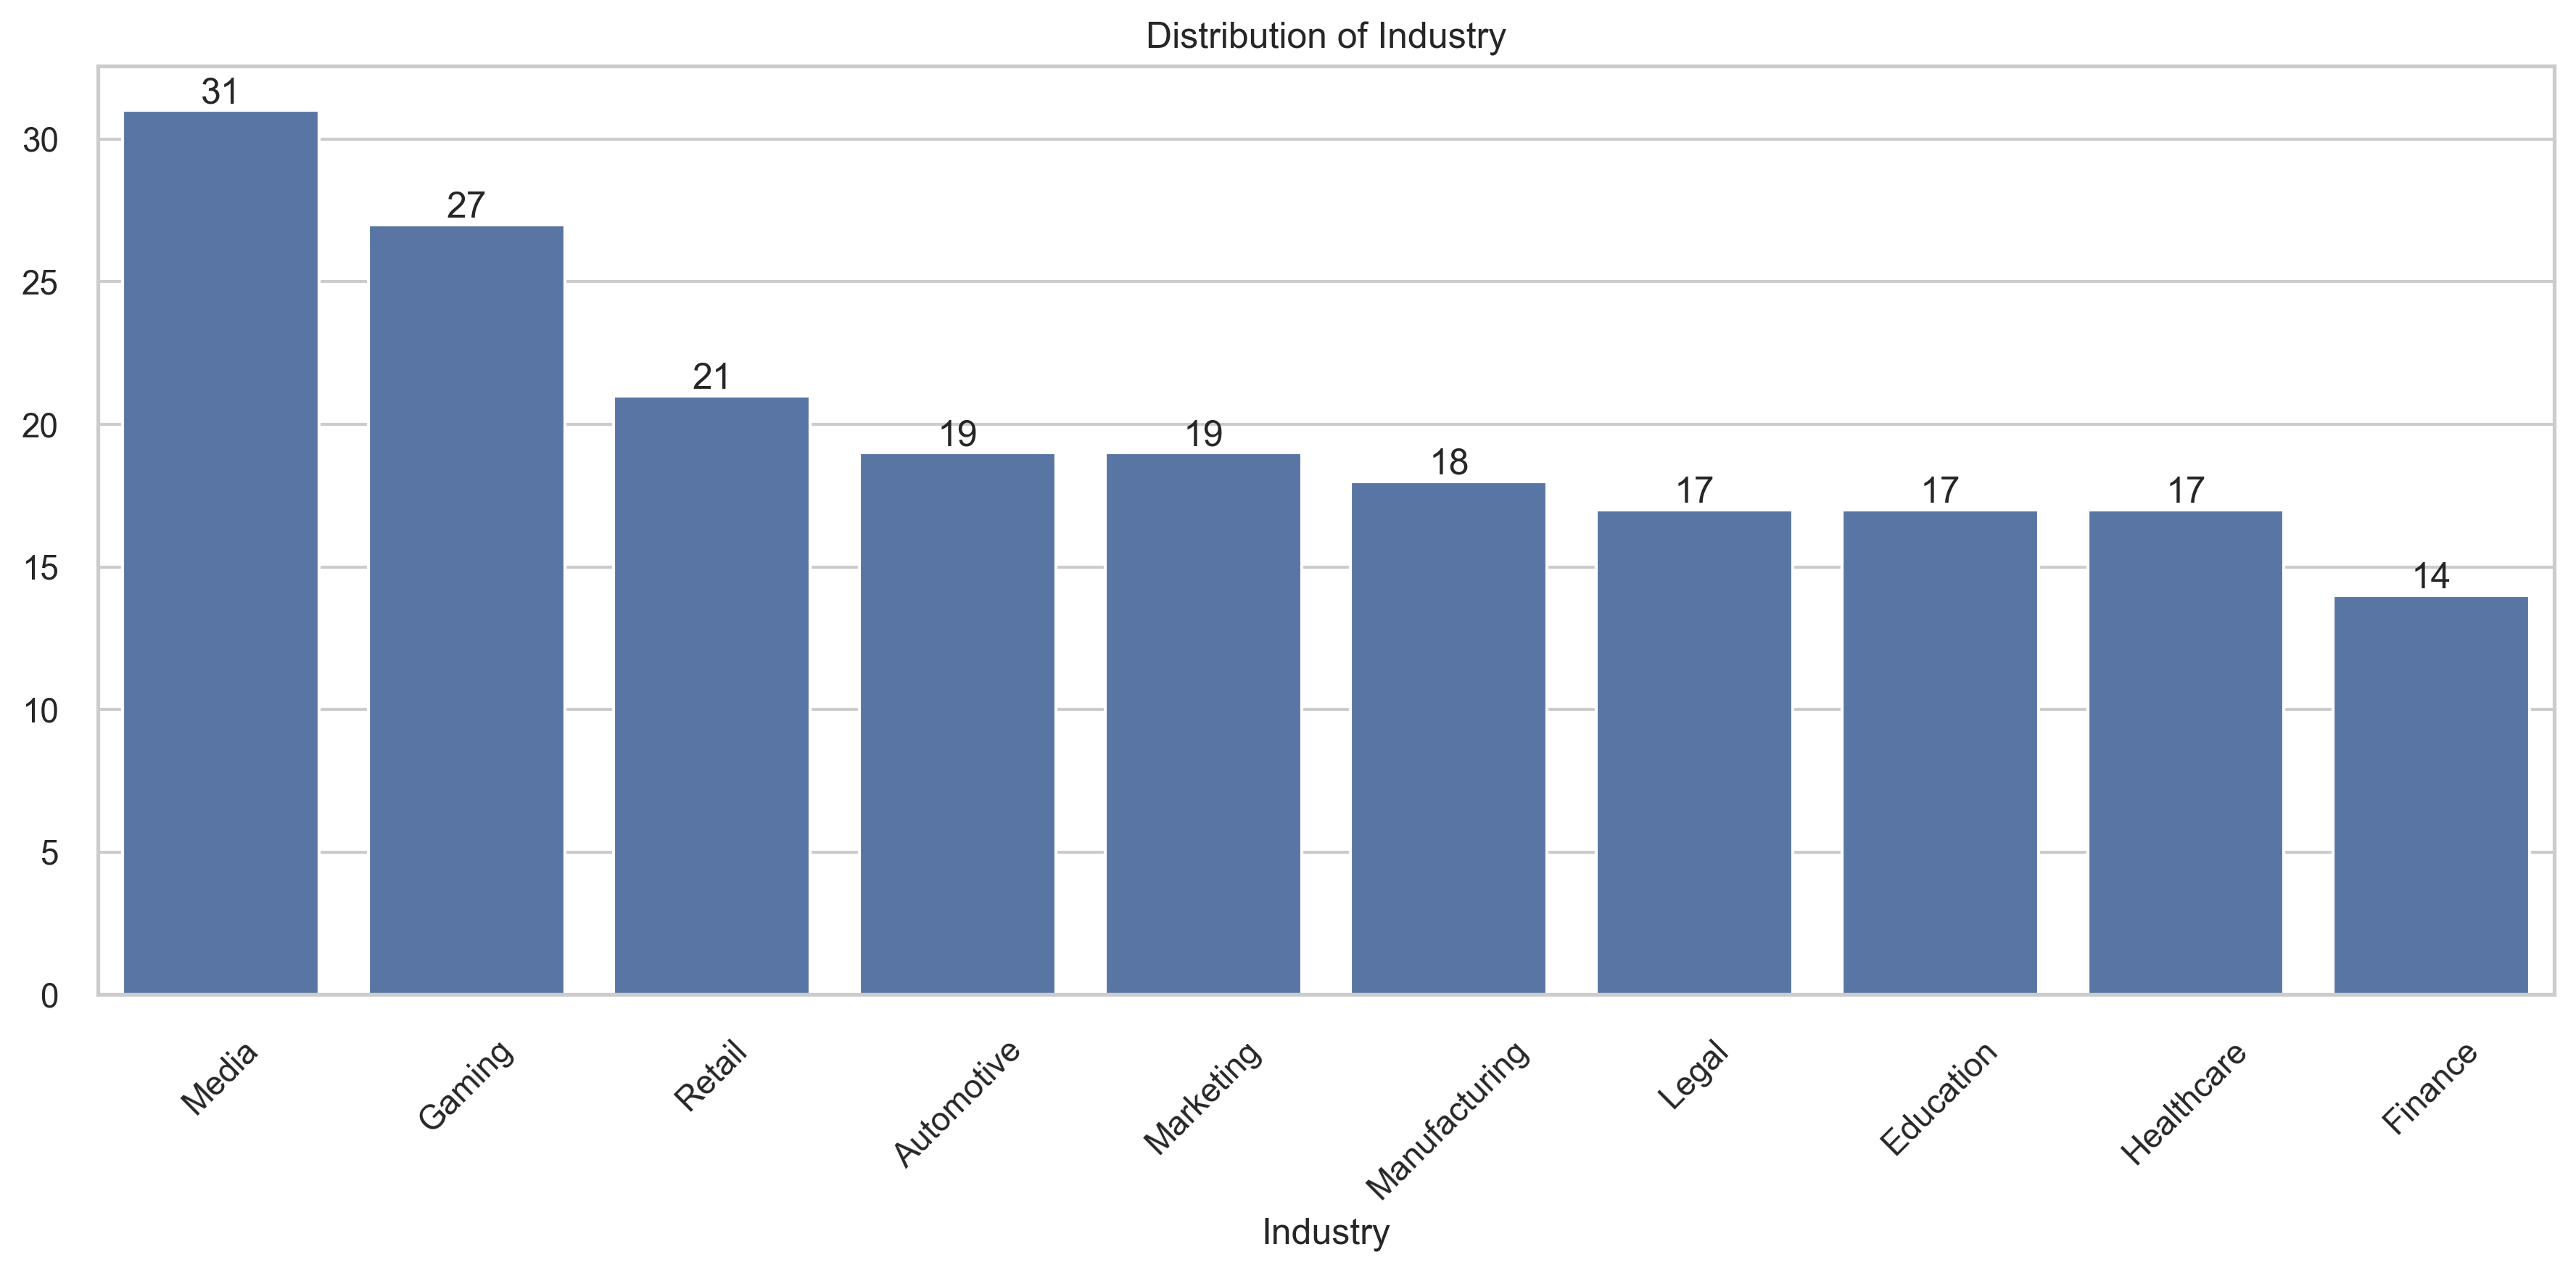 Distribution of Industry
31
27
21
19
19
18
17
17
17
14
30
25
20
15
10
5
0
Media
Gaming
Retail
Automotive
Marketing
Manufacturing
Legal
Education
Healthcare
Finance
Industry